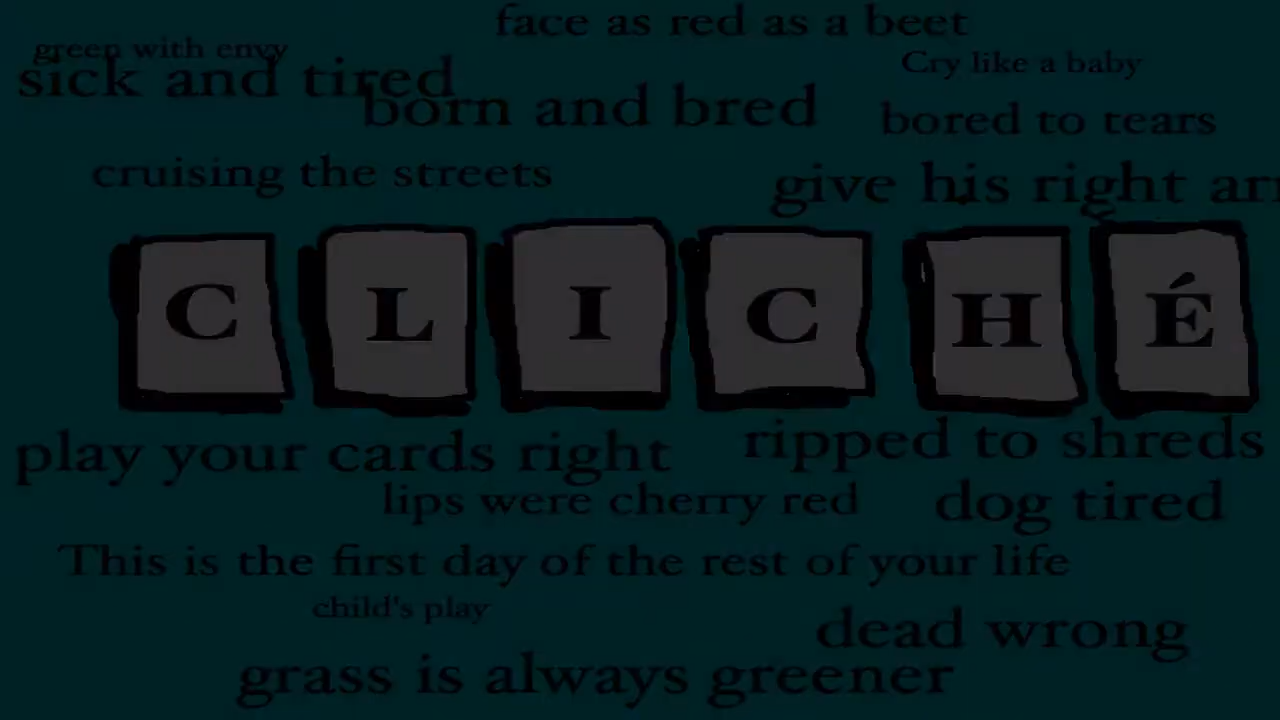 face as red as a beet
green with envy
Cry like a baby
sick and tired
born and bred
bored to tears
cruising the streets
give his right
CLICHÉ
play your cards right
ripped to shreds
lips were cherry red
dog tired
This is the first day of the rest of your life
child's play
dead wrong
grass is always greener